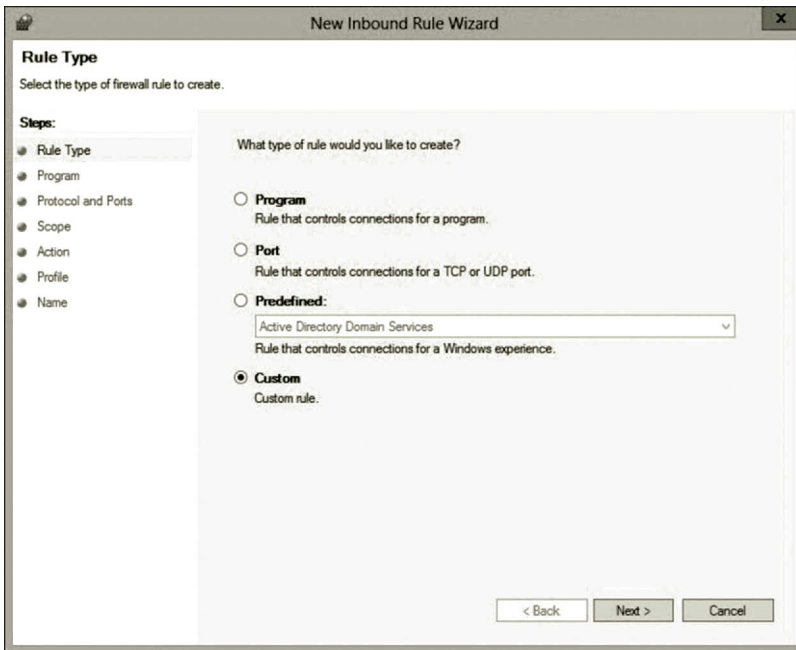 New Inbound Rule Wizard
x
Rule Type
Select the type of firewall rule to create.
Steps:
Rule Type
Program
Protocol and Ports
Scope
Action
Profile
Name
What type of rule would you like to create?
Program
Rule that controls connections for a program.
Port
Rule that controls connections for a TCP or UDP port.
Predefined:
Active Directory Domain Services
Rule that controls connections for a Windows experience.
Custom
Custom rule.
< Back
Next >
Cancel